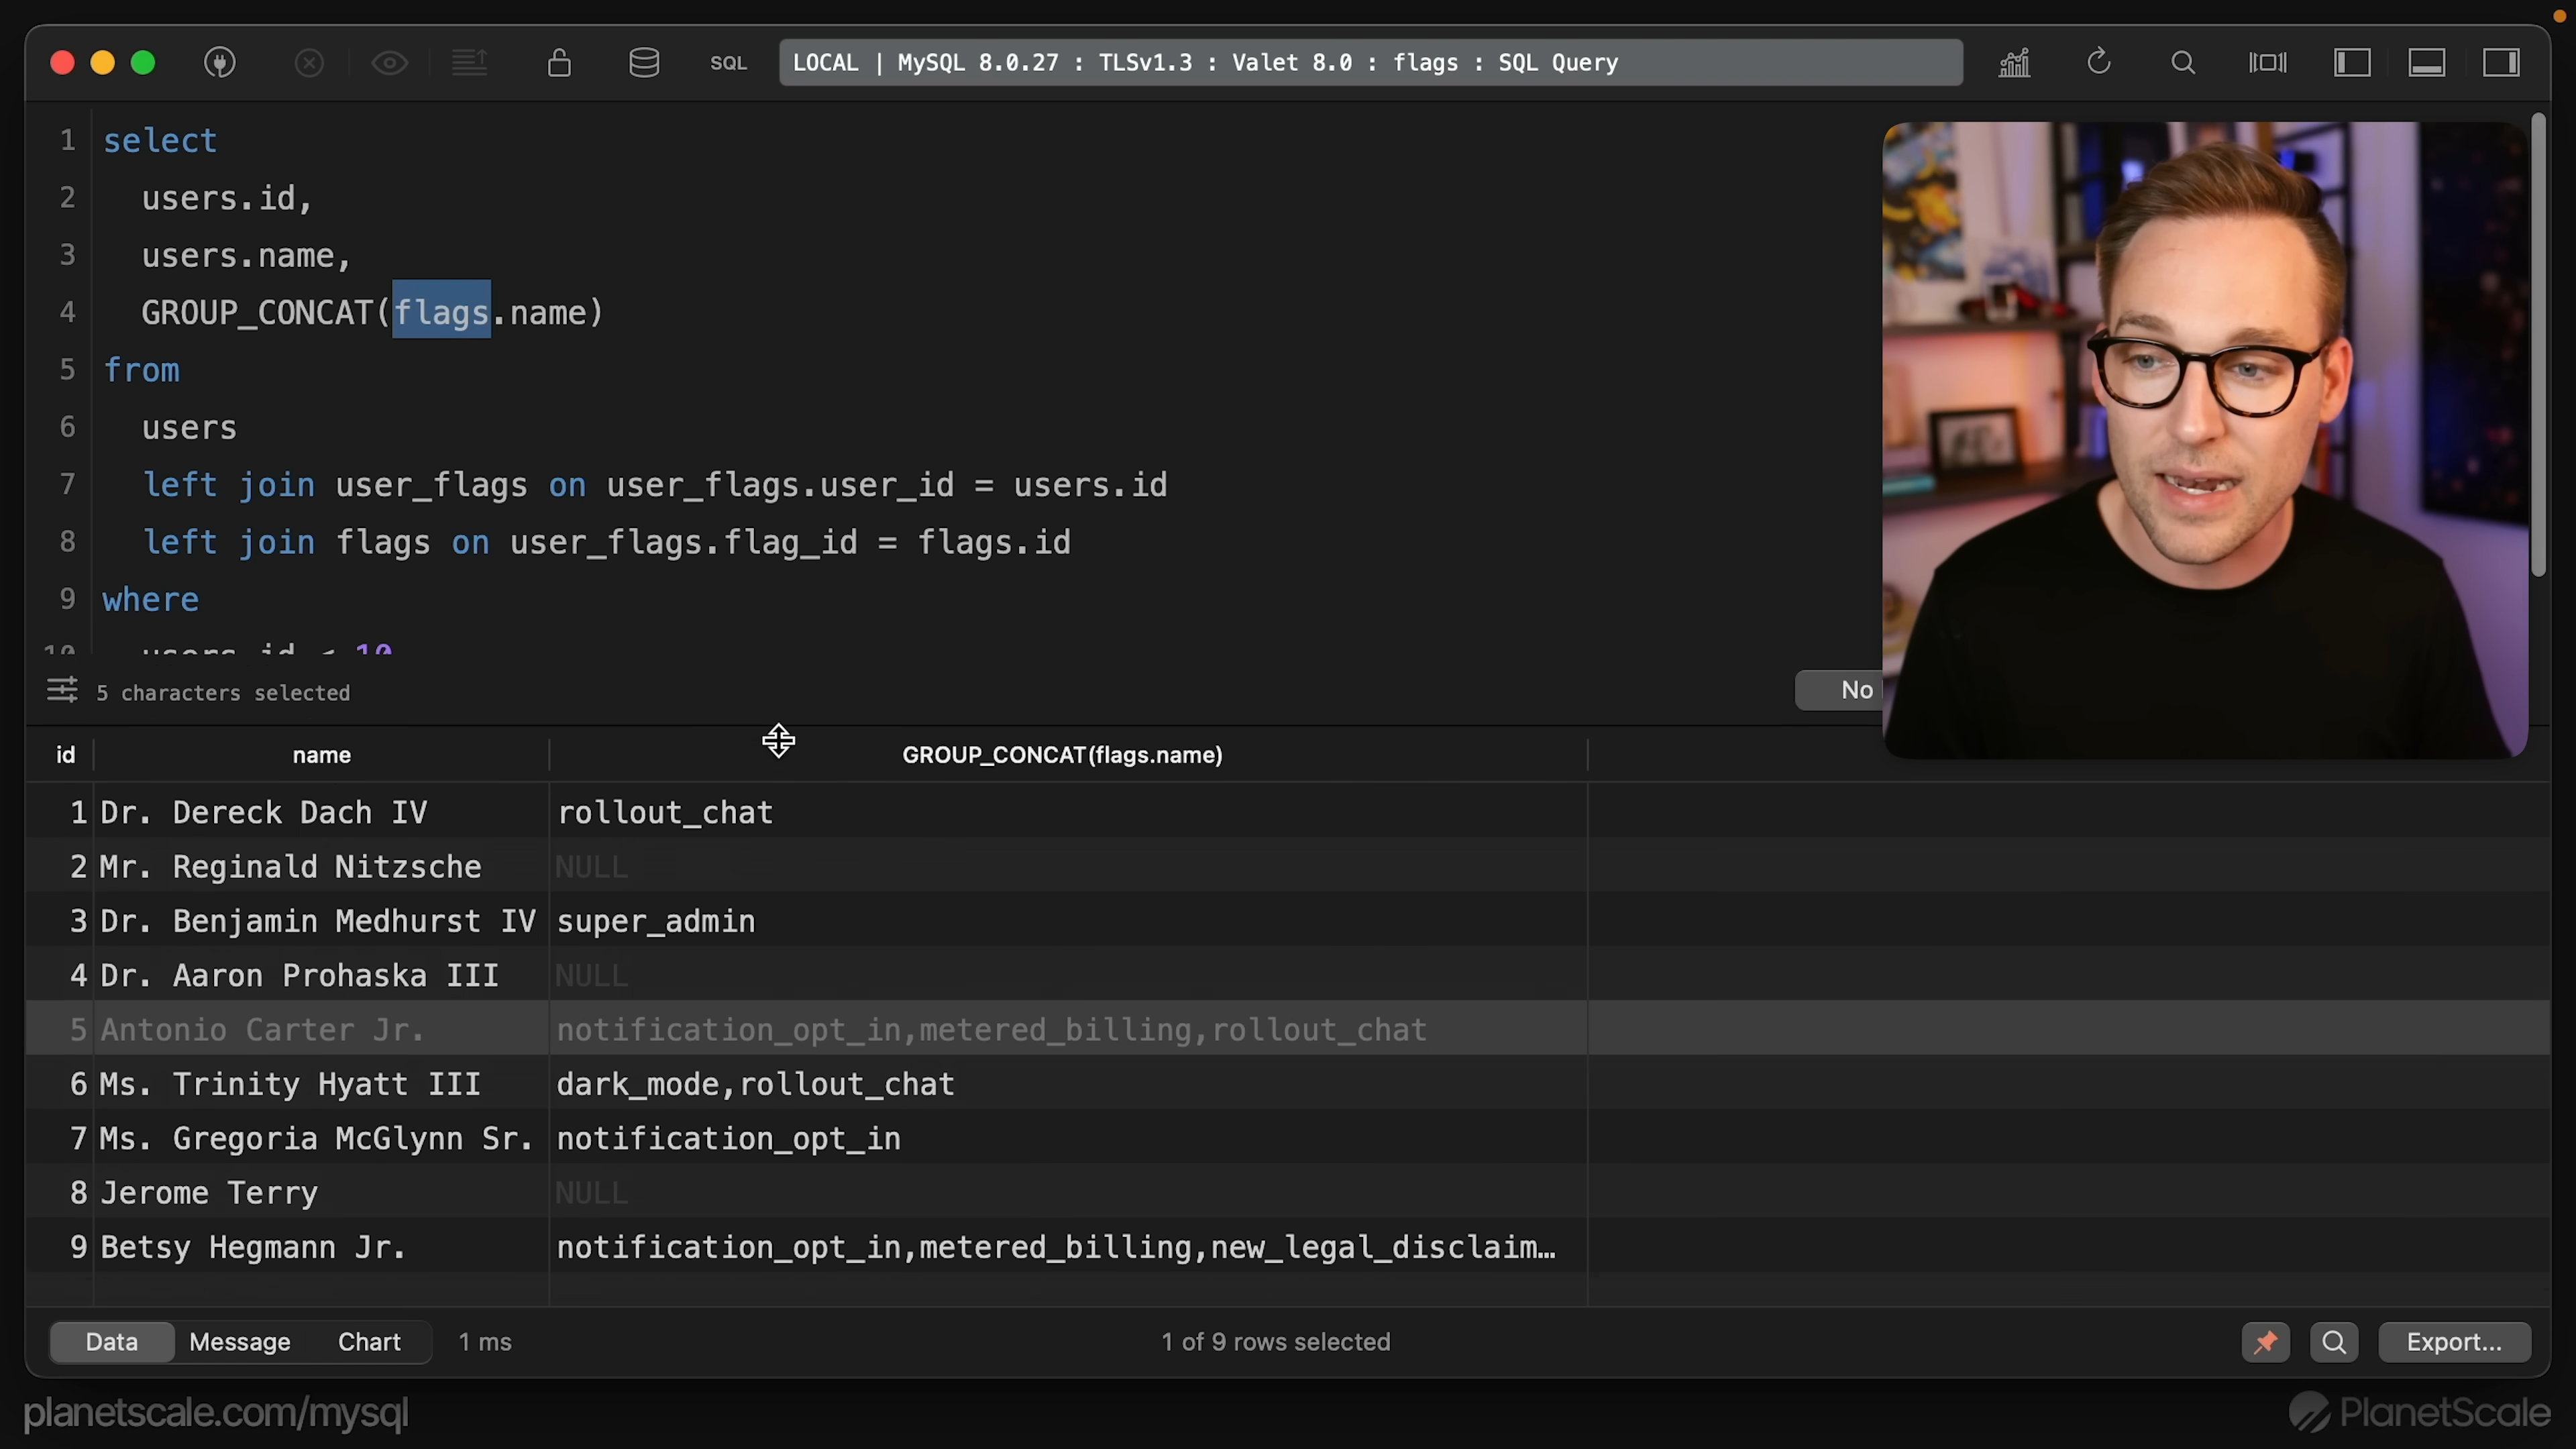 SQL
LOCAL | MySQL 8.0.27 : TLSv1.3 : Valet 8.0 : flags : SQL Query
1 select
2 users.id,
3 users.name,
4 GROUP_CONCAT(flags.name)
5 from
6 users
7 left join user_flags on user_flags.user_id = users.id
8 left join flags on user_flags.flag_id = flags.id
9 where
10 users.id < 10
5 characters selected
No
id name GROUP_CONCAT(flags.name)
1 Dr. Dereck Dach IV rollout_chat
2 Mr. Reginald Nitzsche NULL
3 Dr. Benjamin Medhurst IV super_admin
4 Dr. Aaron Prohaska III NULL
5 Antonio Carter Jr. notification_opt_in,metered_billing,rollout_chat
6 Ms. Trinity Hyatt III dark_mode,rollout_chat
7 Ms. Gregoria McGlynn Sr. notification_opt_in
8 Jerome Terry NULL
9 Betsy Hegmann Jr. notification_opt_in,metered_billing,new_legal_disclaim…
Data Message Chart 1 ms 1 of 9 rows selected Export...
planetscale.com/mysql PlanetScale